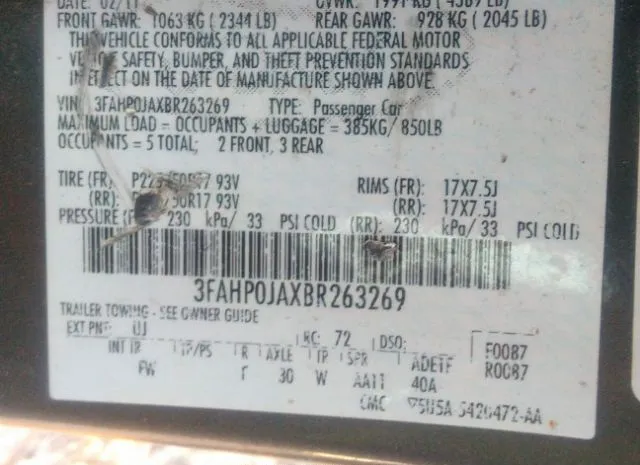 DATE: 02/11 GVWR: 1991 KG ( 4389 LB)
FRONT GAWR: 1063 KG ( 2344 LB) REAR GAWR: 928 KG ( 2045 LB)
THIS VEHICLE CONFORMS TO ALL APPLICABLE FEDERAL MOTOR
VEHICLE SAFETY, BUMPER, AND THEFT PREVENTION STANDARDS
IN EFFECT ON THE DATE OF MANUFACTURE SHOWN ABOVE.
VIN: 3FAHP0JAXBR263269 TYPE: Passenger Car
MAXIMUM LOAD = OCCUPANTS + LUGGAGE = 385KG/ 850LB
OCCUPANTS = 5 TOTAL; 2 FRONT, 3 REAR
TIRE (FR): 93V RIMS (FR): 17X7.5J
(RR): 93V (RR): 17X7.5J
PRESSURE 230 kPa/ 33 PSI COLD (RR): 230 kPa/ 33 PSI COLD
3FAHP0JAXBR263269
TRAILER TOWING - SEE OWNER GUIDE
EXT PNT: UJ RC: 72 DSO: F0087
INT TR TP/PS R AXLE TR SPR ADETF R0087
FW 30 W AA11 40A
CMC 5420472-AA